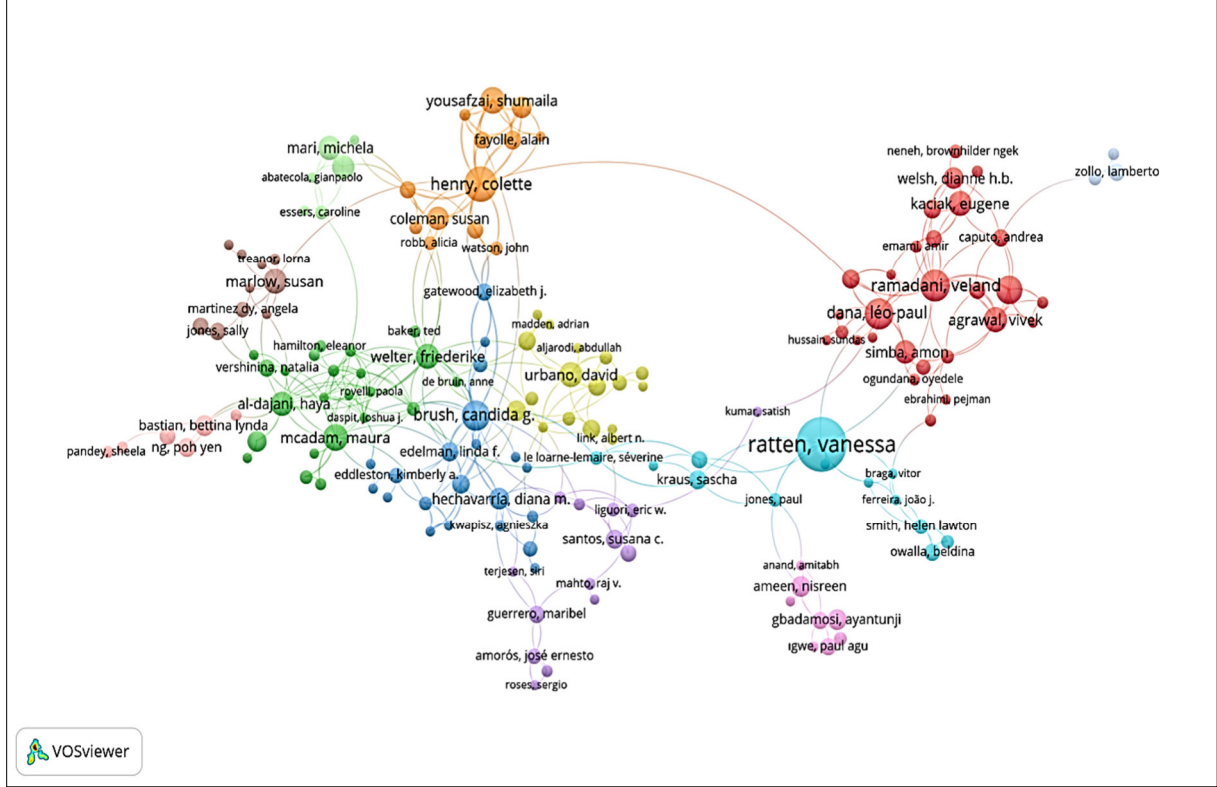 yousafzai, shumaila
fayolle, alain
mari, michela
neneh, brownhilder ngek
abatecola, gianpaolo
henry, colette
welsh, dianne h.b.
zollo, lamberto
essers, caroline
coleman, susan
kaciak, eugene
robb, alicia
watson, john
emami, amir
caputo, andrea
treanor, lorna
marlow, susan
gatewood, elizabeth j.
ramadani, veland
martinez dy, angela
dana, léo-paul
agrawal, vivek
jones, sally
baker, ted
madden, adrian
hussain, sundas
hamilton, eleanor
welter, friederike
aljarodi, abdullah
simba, amon
vershinina, natalia
de bruin, anne
urbano, david
ogundana, oyedele
rovelli, paola
al-dajani, haya
daspit, joshua j.
brush, candida g.
kumar, satish
ebrahimi, pejman
bastian, bettina lynda
mcadam, maura
link, albert n.
ratten, vanessa
pandey, sheela
ng, poh yen
edelman, linda f.
le loarne-lemaire, séverine
eddleston, kimberly a.
kraus, sascha
braga, vitor
hechavarría, diana m.
jones, paul
ferreira, joão j.
liguori, eric w.
kwapisz, agnieszka
smith, helen lawton
santos, susana c.
owalla, beldina
terjesen, siri
mahto, raj v.
anand, amitabh
ameen, nisreen
guerrero, maribel
gbadamosi, ayantunji
igwe, paul agu
amorós, josé ernesto
roses, sergio
VOSviewer